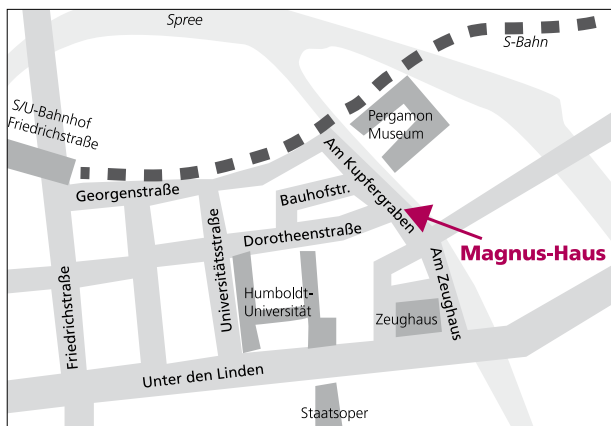 Spree
S-Bahn
S/U-Bahnhof
Friedrichstraße
Pergamon
Museum
Georgenstraße
Am Kupfergraben
Bauhofstr.
Universitätsstraße
Dorotheenstraße
Magnus-Haus
Am Zeughaus
Friedrichstraße
Humboldt-
Universität
Zeughaus
Unter den Linden
Staatsoper